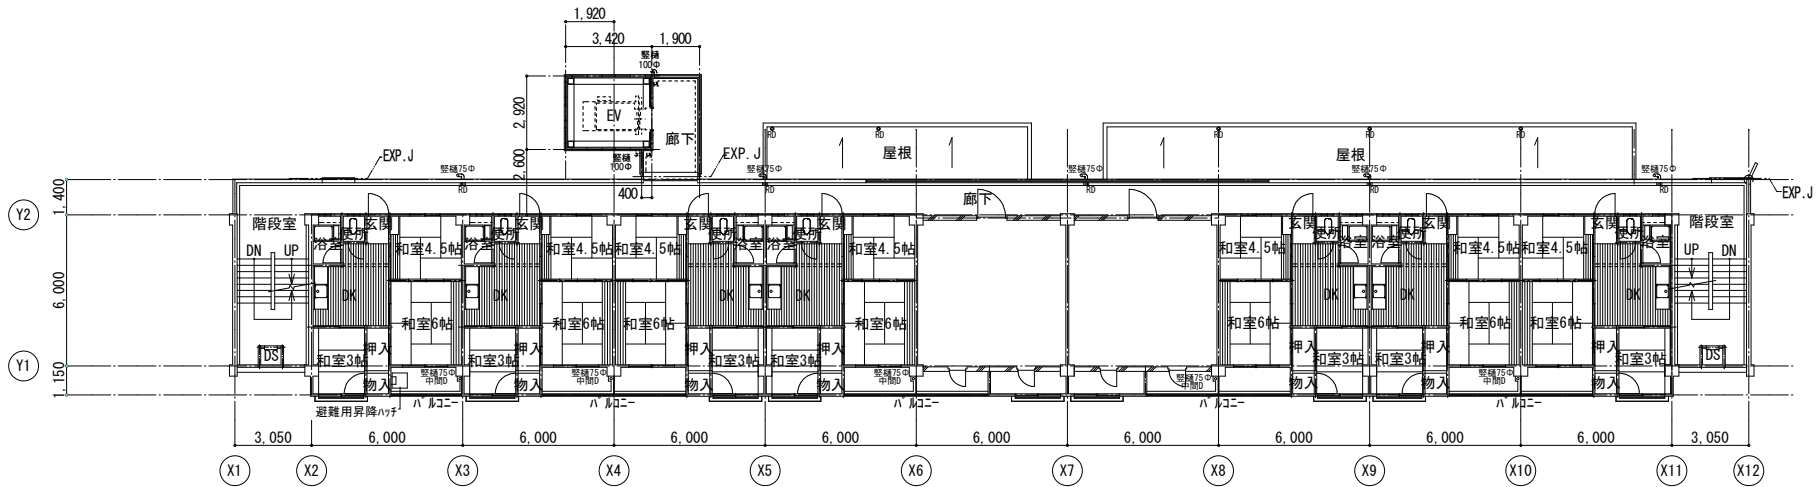 1,920
3,420 1,900
竪樋
100Φ
2,920
EV
廊下
2,600
竪樋
100Φ
400
EXP.J
EXP.J
RD RD RD RD RD
屋根 屋根
竪樋75Φ 竪樋75Φ 竪樋75Φ 竪樋75Φ 竪樋75Φ
RD RD RD RD RD
EXP.J
1,400
Y2
廊下
階段室 浴室 便所 玄関 和室4.5帖 浴室 便所 玄関 和室4.5帖 和室4.5帖 玄関 便所 浴室 浴室 便所 玄関 和室4.5帖 和室4.5帖 玄関 便所 浴室 浴室 便所 玄関 和室4.5帖 和室4.5帖 玄関 便所 浴室 階段室
DN UP UP DN
6,000
DK DK DK DK DK DK DK
和室6帖 和室6帖 和室6帖 和室6帖 和室6帖 和室6帖 和室6帖
DS 和室3帖 押入 和室3帖 押入 押入 和室3帖 和室3帖 押入 押入 和室3帖 和室3帖 押入 押入 和室3帖 DS
Y1
1,150
物入 物入 物入 物入 物入 物入 物入
竪樋75Φ 竪樋75Φ 竪樋75Φ 竪樋75Φ 竪樋75Φ
中間D 中間D 中間D 中間D 中間D
避難用昇降ハッチ
バルコニー バルコニー バルコニー バルコニー バルコニー
3,050 6,000 6,000 6,000 6,000 6,000 6,000 6,000 6,000 6,000 3,050
X1 X2 X3 X4 X5 X6 X7 X8 X9 X10 X11 X12